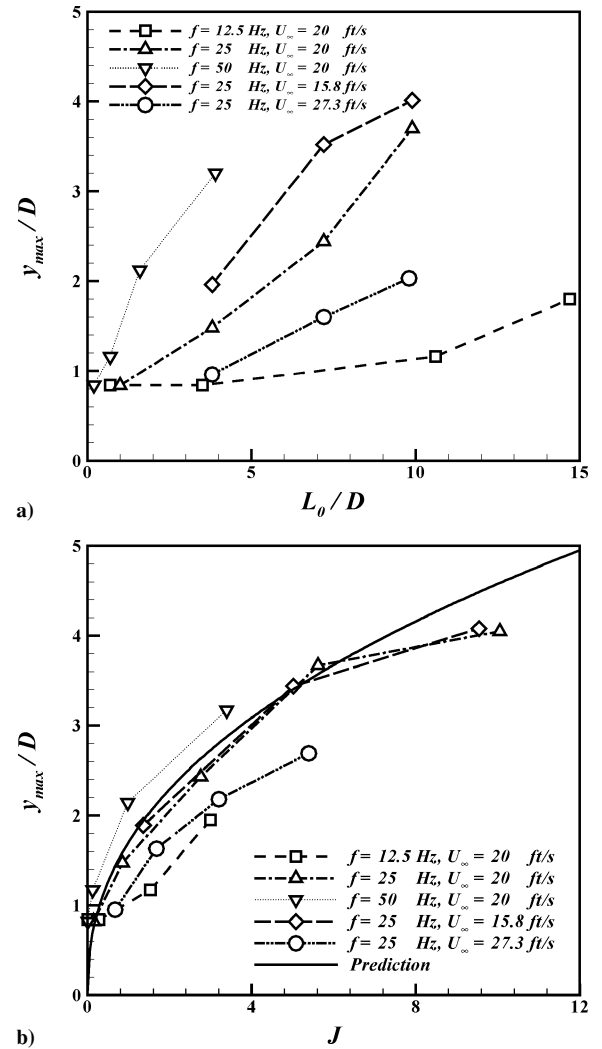 f = 12.5 Hz, U∞ = 20 ft/s
f = 25 Hz, U∞ = 20 ft/s
f = 50 Hz, U∞ = 20 ft/s
f = 25 Hz, U∞ = 15.8 ft/s
f = 25 Hz, U∞ = 27.3 ft/s
5
4
3
2
1
0
y_max / D
0 5 10 15
L_0 / D
a)
5
4
3
2
1
0
y_max / D
f = 12.5 Hz, U∞ = 20 ft/s
f = 25 Hz, U∞ = 20 ft/s
f = 50 Hz, U∞ = 20 ft/s
f = 25 Hz, U∞ = 15.8 ft/s
f = 25 Hz, U∞ = 27.3 ft/s
Prediction
0 4 8 12
J
b)